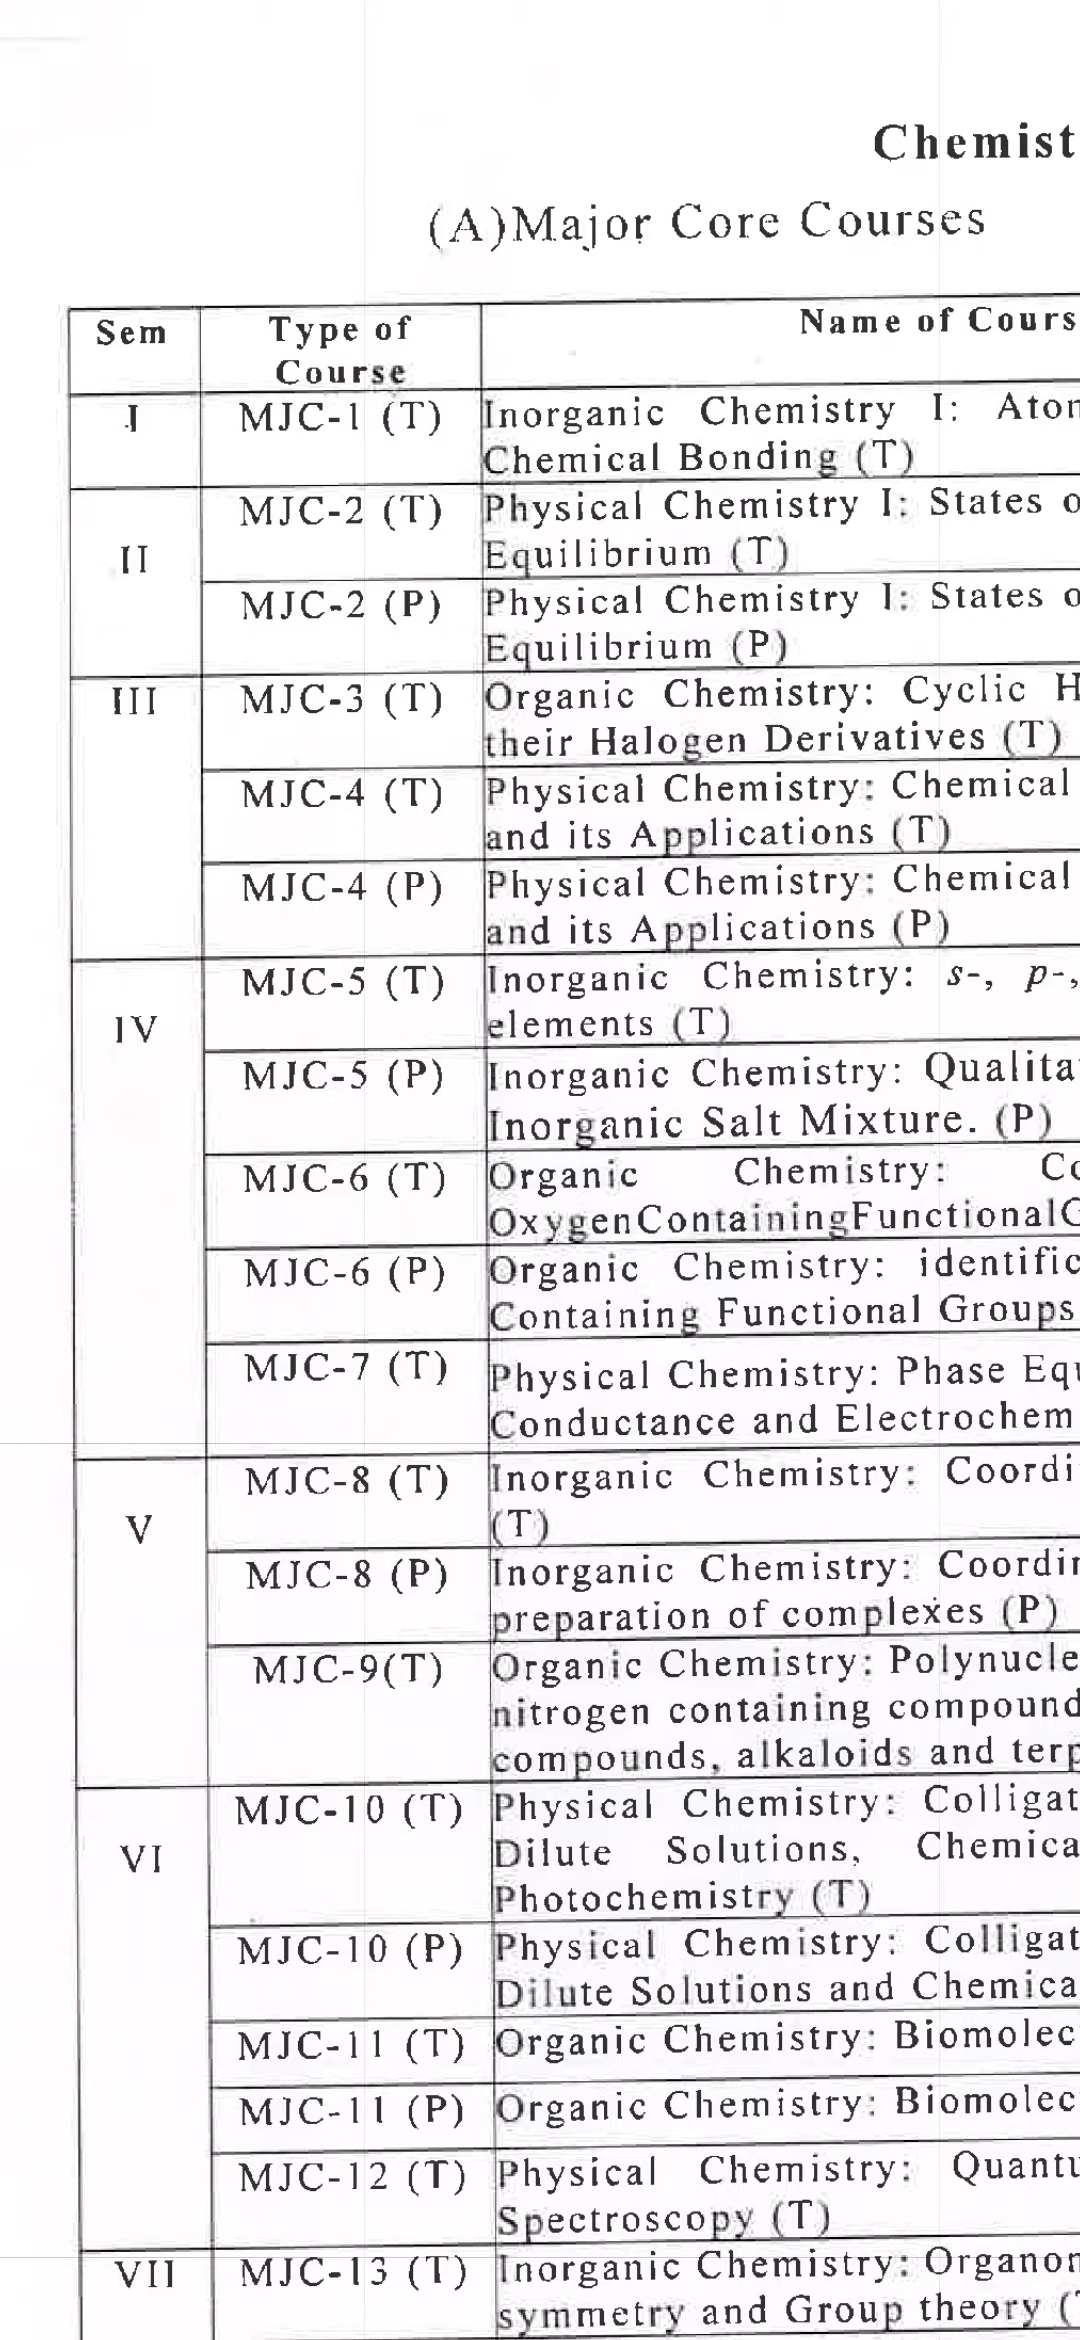 Chemist
(A)Major Core Courses
Sem
Type of
Course
Name of Cours
I
MJC-1 (T)
Inorganic Chemistry I: Aton
Chemical Bonding (T)
II
MJC-2 (T)
Physical Chemistry I: States o
Equilibrium (T)
MJC-2 (P)
Physical Chemistry I: States o
Equilibrium (P)
III
MJC-3 (T)
Organic Chemistry: Cyclic H
their Halogen Derivatives (T)
MJC-4 (T)
Physical Chemistry: Chemical
and its Applications (T)
MJC-4 (P)
Physical Chemistry: Chemical
and its Applications (P)
IV
MJC-5 (T)
Inorganic Chemistry: s-, p-,
elements (T)
MJC-5 (P)
Inorganic Chemistry: Qualita
Inorganic Salt Mixture. (P)
MJC-6 (T)
Organic Chemistry: Co
OxygenContainingFunctionalG
MJC-6 (P)
Organic Chemistry: identific
Containing Functional Groups
MJC-7 (T)
Physical Chemistry: Phase Equ
Conductance and Electrochem
V
MJC-8 (T)
Inorganic Chemistry: Coordi
(T)
MJC-8 (P)
Inorganic Chemistry: Coordin
preparation of complexes (P)
MJC-9(T)
Organic Chemistry: Polynucle
nitrogen containing compound
compounds, alkaloids and terp
VI
MJC-10 (T)
Physical Chemistry: Colligat
Dilute Solutions, Chemica
Photochemistry (T)
MJC-10 (P)
Physical Chemistry: Colligat
Dilute Solutions and Chemica
MJC-11 (T)
Organic Chemistry: Biomolec
MJC-11 (P)
Organic Chemistry: Biomolec
MJC-12 (T)
Physical Chemistry: Quantu
Spectroscopy (T)
VII
MJC-13 (T)
Inorganic Chemistry: Organon
symmetry and Group theory (T